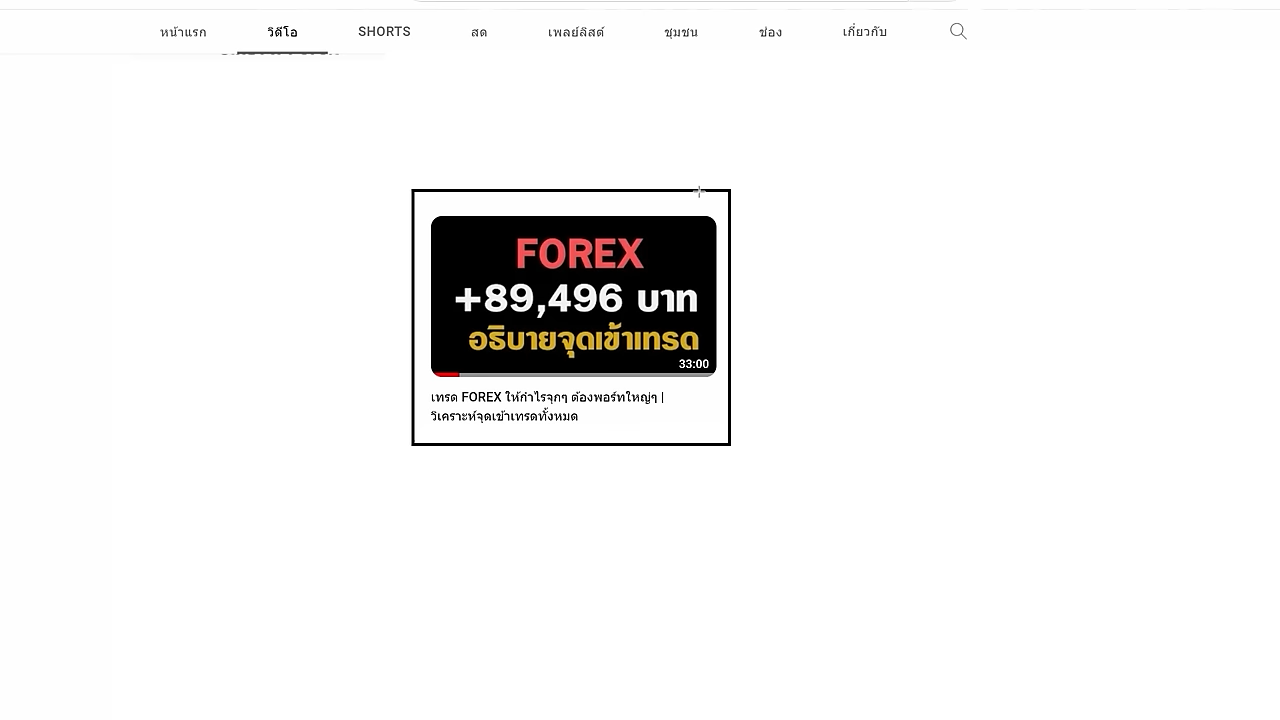 หน้าแรก วิดีโอ SHORTS สด เพลย์ลิสต์ ชุมชน ช่อง เกี่ยวกับ
FOREX
+89,496 บาท
อธิบายจุดเข้าเทรด
33:00
เทรด FOREX ให้กำไรจุกๆ ต้องพอร์ทใหญ่ๆ |
วิเคราะห์จุดเข้าเทรดทั้งหมด